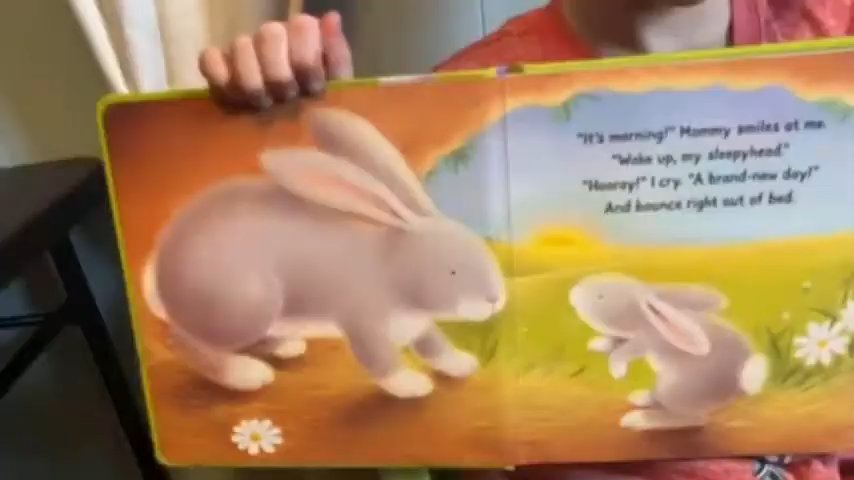 "It's morning!" Mommy smiles at me.
"Wake up, my sleepyhead."
"Hooray!" I cry. "A brand-new day!"
And bounce right out of bed.